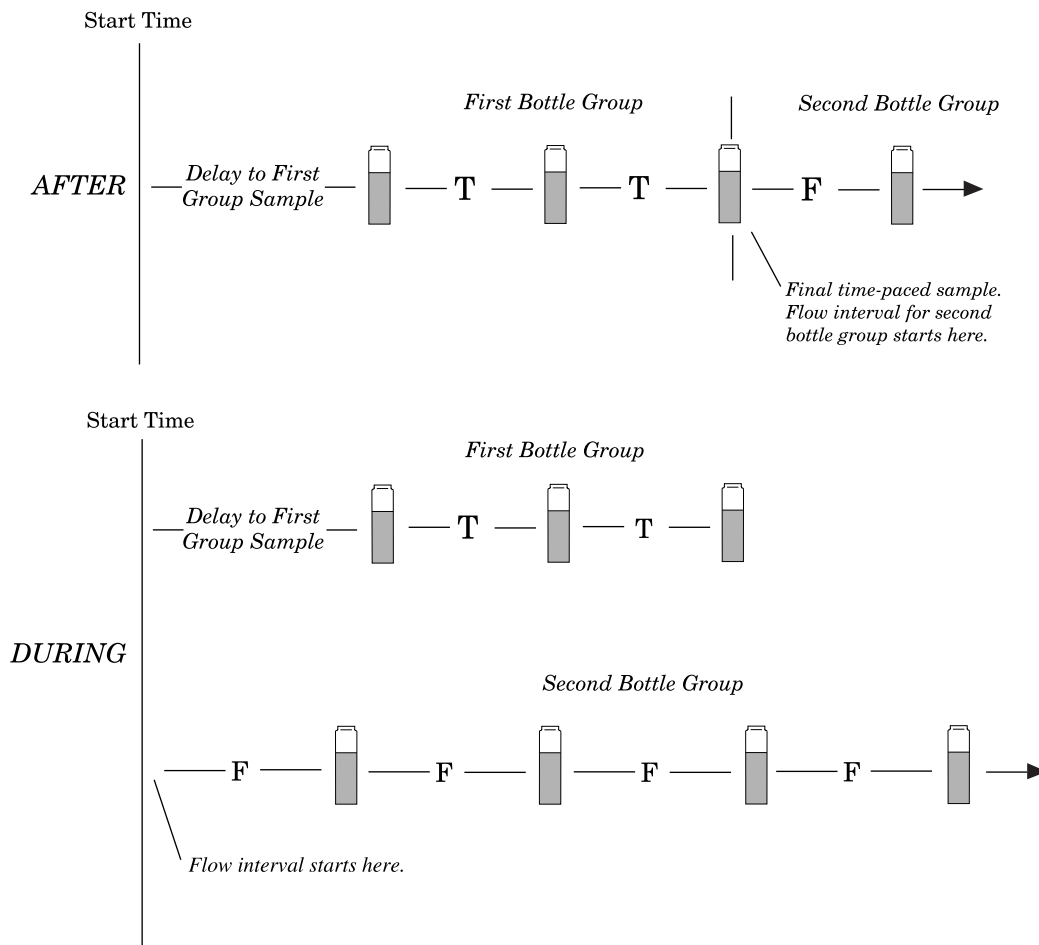 Start Time
First Bottle Group
Second Bottle Group
AFTER
Delay to First
Group Sample
T
T
F
Final time-paced sample.
Flow interval for second
bottle group starts here.
Start Time
First Bottle Group
Delay to First
Group Sample
T
T
DURING
Second Bottle Group
F
F
F
F
Flow interval starts here.